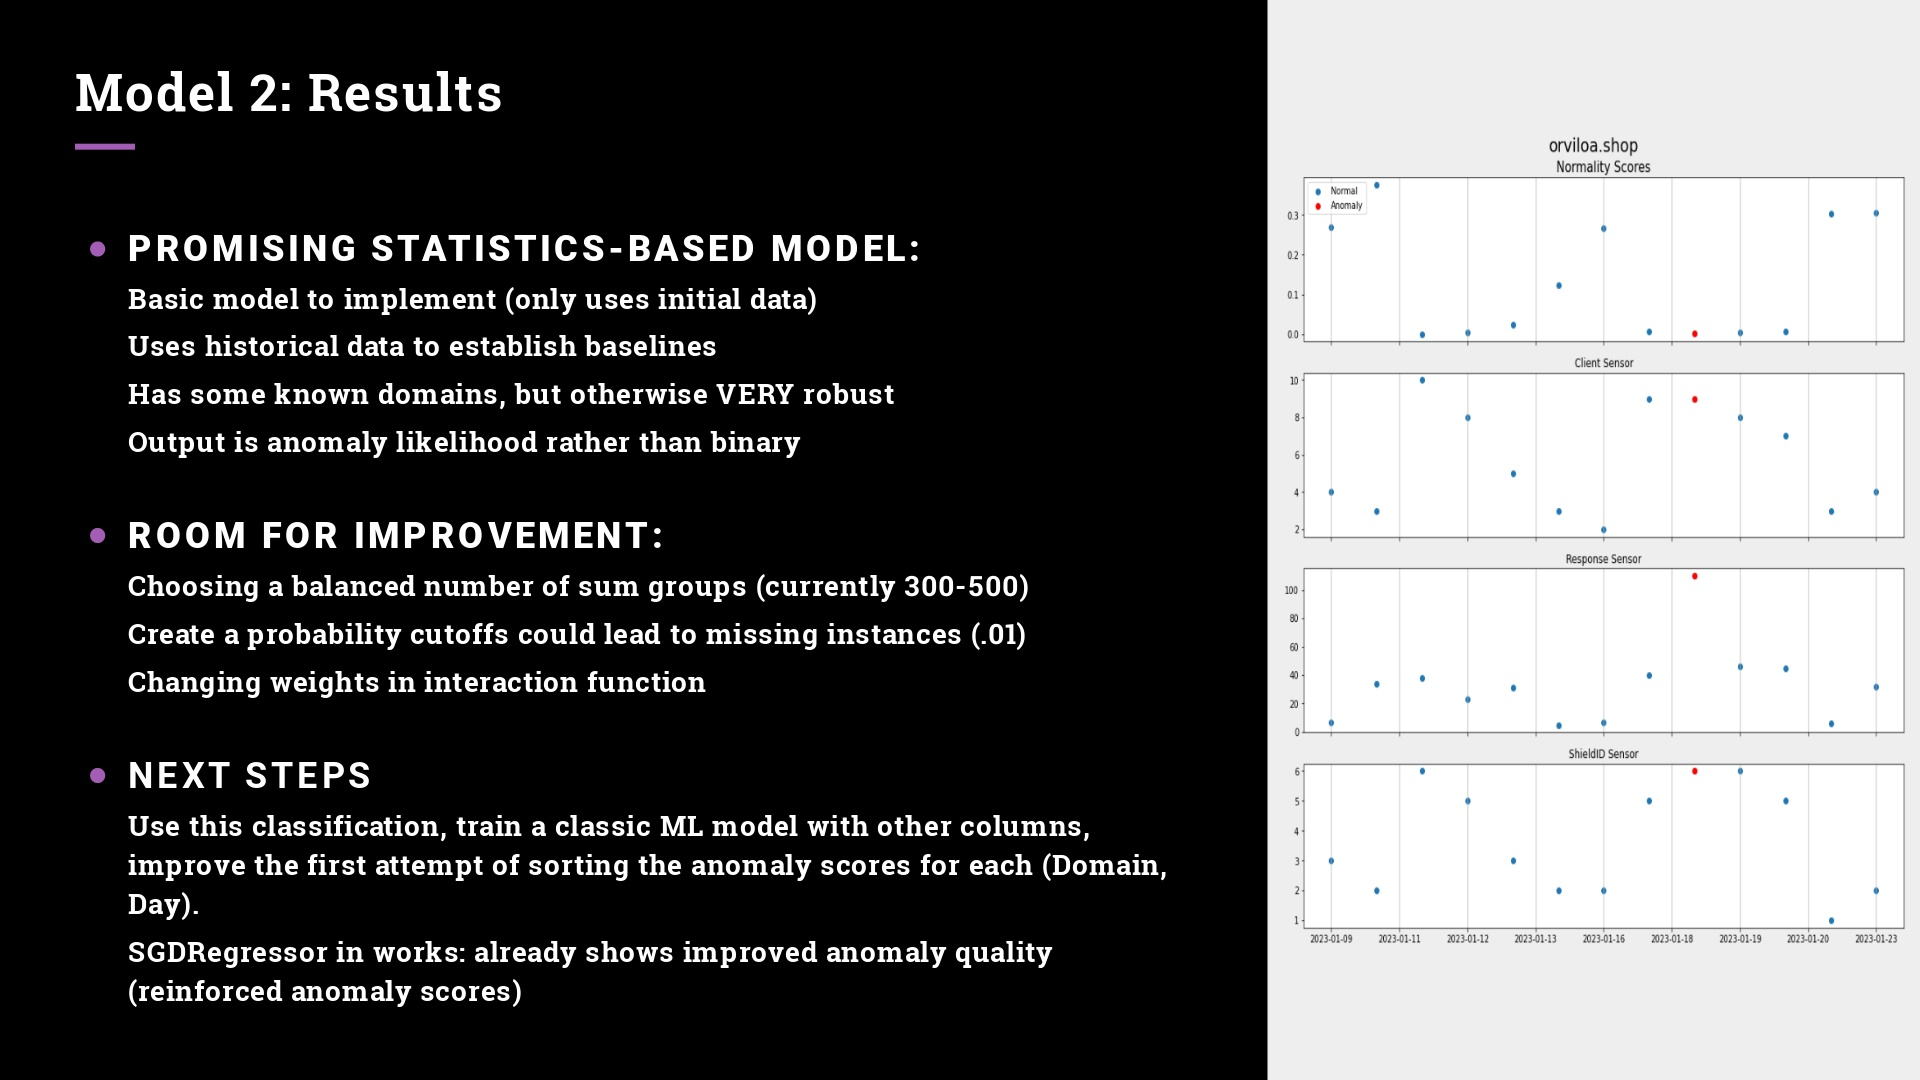 Model 2: Results
PROMISING STATISTICS-BASED MODEL:
Basic model to implement (only uses initial data)
Uses historical data to establish baselines
Has some known domains, but otherwise VERY robust
Output is anomaly likelihood rather than binary
ROOM FOR IMPROVEMENT:
Choosing a balanced number of sum groups (currently 300-500)
Create a probability cutoffs could lead to missing instances (.01)
Changing weights in interaction function
NEXT STEPS
Use this classification, train a classic ML model with other columns,
improve the first attempt of sorting the anomaly scores for each (Domain,
Day).
SGDRegressor in works: already shows improved anomaly quality
(reinforced anomaly scores)
orviloa.shop
Normality Scores
Normal
Anomaly
0.3
0.2
0.1
0.0
Client Sensor
10
8
6
4
2
Response Sensor
100
80
60
40
20
0
ShieldID Sensor
6
5
4
3
2
1
2023-01-09 2023-01-11 2023-01-12 2023-01-13 2023-01-16 2023-01-18 2023-01-19 2023-01-20 2023-01-23